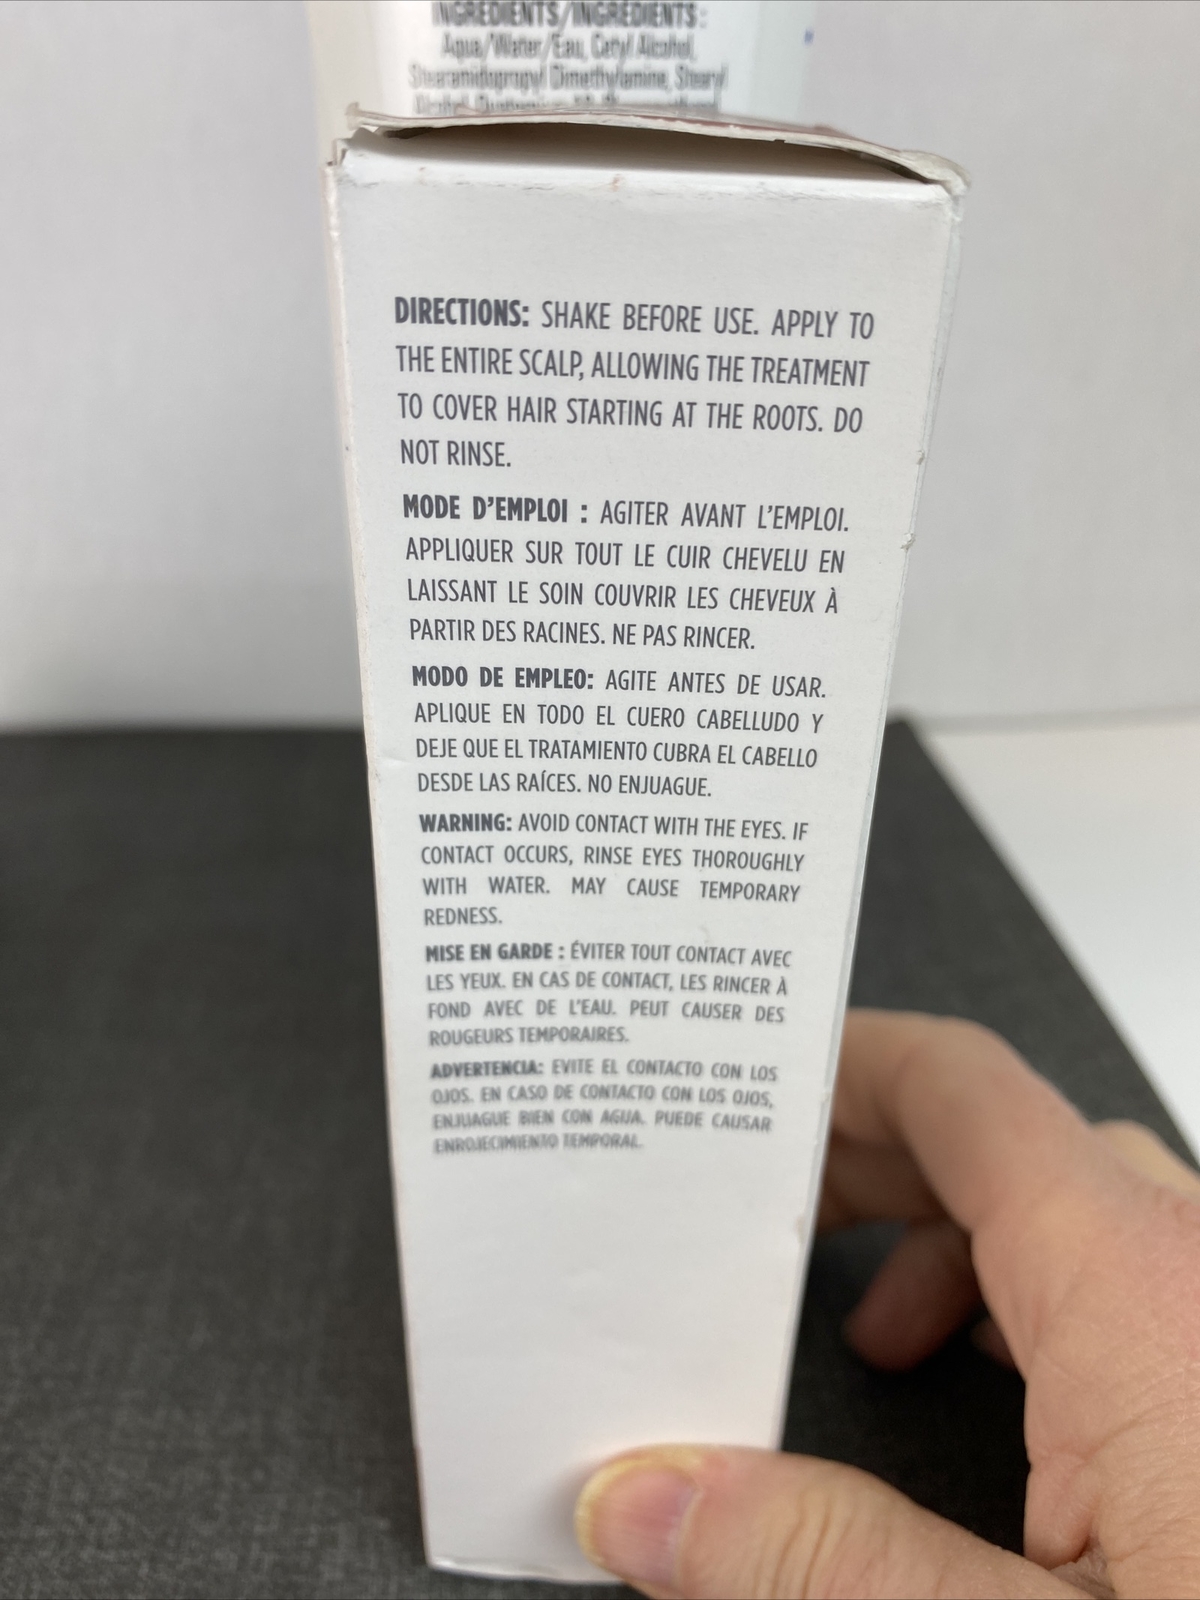 INGREDIENTS/INGRÉDIENTS:
Aqua/Water/Eau, Cetyl Alcohol,
Stearamidopropyl Dimethylamine, Stearyl
Alcohol,
DIRECTIONS: SHAKE BEFORE USE. APPLY TO
THE ENTIRE SCALP, ALLOWING THE TREATMENT
TO COVER HAIR STARTING AT THE ROOTS. DO
NOT RINSE.
MODE D'EMPLOI : AGITER AVANT L'EMPLOI.
APPLIQUER SUR TOUT LE CUIR CHEVELU EN
LAISSANT LE SOIN COUVRIR LES CHEVEUX À
PARTIR DES RACINES. NE PAS RINCER.
MODO DE EMPLEO: AGITE ANTES DE USAR.
APLIQUE EN TODO EL CUERO CABELLUDO Y
DEJE QUE EL TRATAMIENTO CUBRA EL CABELLO
DESDE LAS RAÍCES. NO ENJUAGUE.
WARNING: AVOID CONTACT WITH THE EYES. IF
CONTACT OCCURS, RINSE EYES THOROUGHLY
WITH WATER. MAY CAUSE TEMPORARY
REDNESS.
MISE EN GARDE : ÉVITER TOUT CONTACT AVEC
LES YEUX. EN CAS DE CONTACT, LES RINCER À
FOND AVEC DE L'EAU. PEUT CAUSER DES
ROUGEURS TEMPORAIRES.
ADVERTENCIA: EVITE EL CONTACTO CON LOS
OJOS. EN CASO DE CONTACTO CON LOS OJOS,
ENJUAGUE BIEN CON AGUA. PUEDE CAUSAR
ENROJECIMIENTO TEMPORAL.